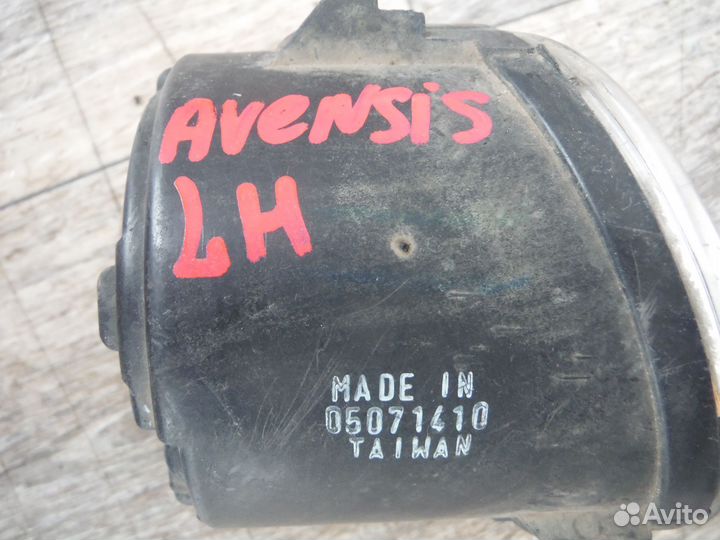 AVENSIS
LH
MADE IN
05071410
TAIWAN
Avito